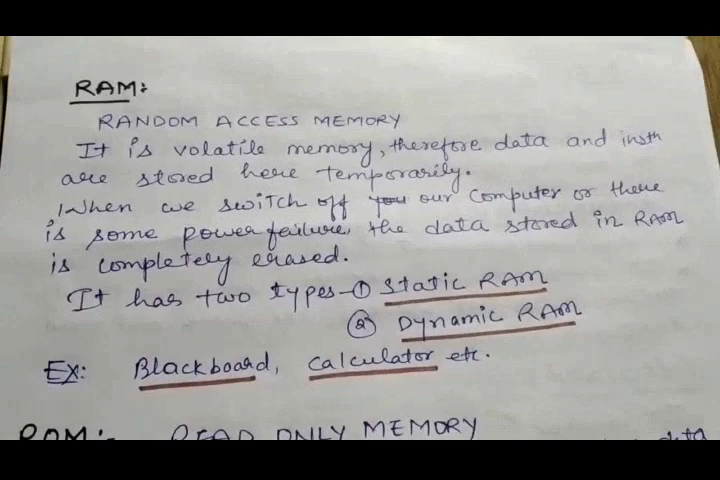 RAM:
RANDOM ACCESS MEMORY
It is volatile memory, therefore data and instn
are stored here temporarily.
When we switch off you our computer or there
is some power failure, the data stored in RAM
is completely erased.
It has two types - ① Static RAM
② Dynamic RAM
Ex: Blackboard, Calculator etc.
ROM:- READ ONLY MEMORY
data